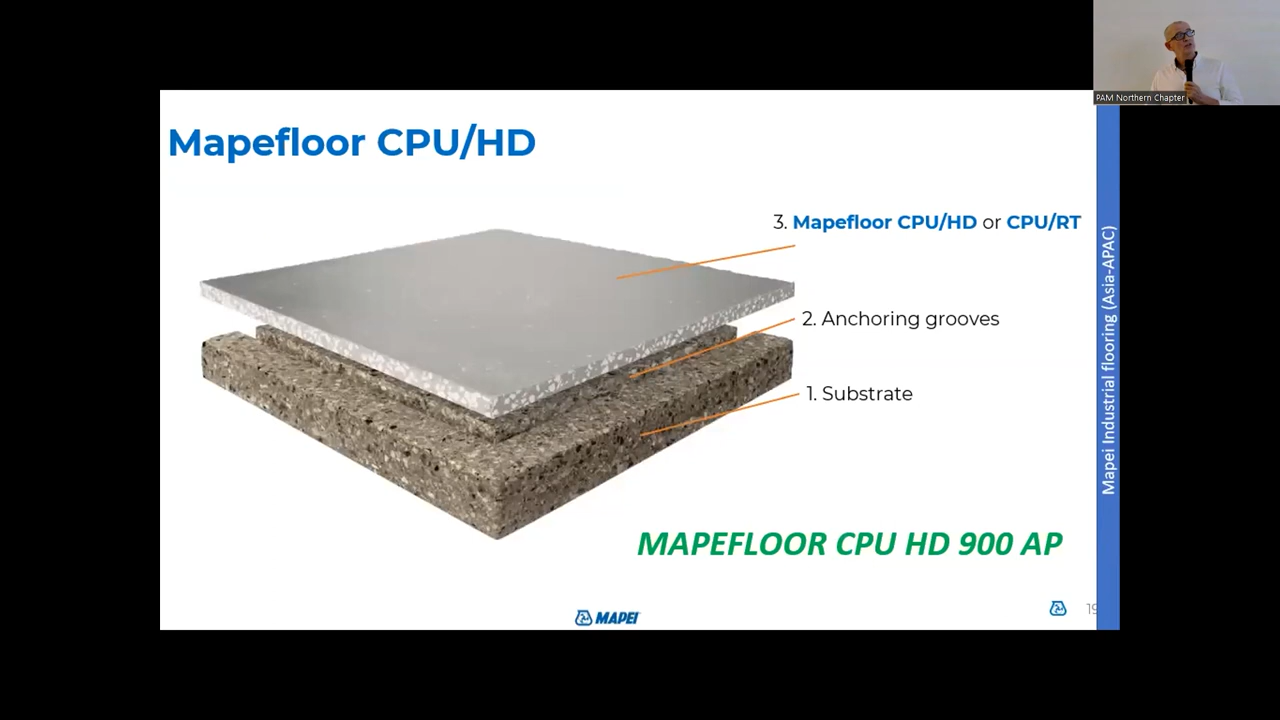 PAM Northern Chapter
Mapefloor CPU/HD
3. Mapefloor CPU/HD or CPU/RT
2. Anchoring grooves
1. Substrate
MAPEFLOOR CPU HD 900 AP
MAPEI
19
Mapei Industrial flooring (Asia-APAC)